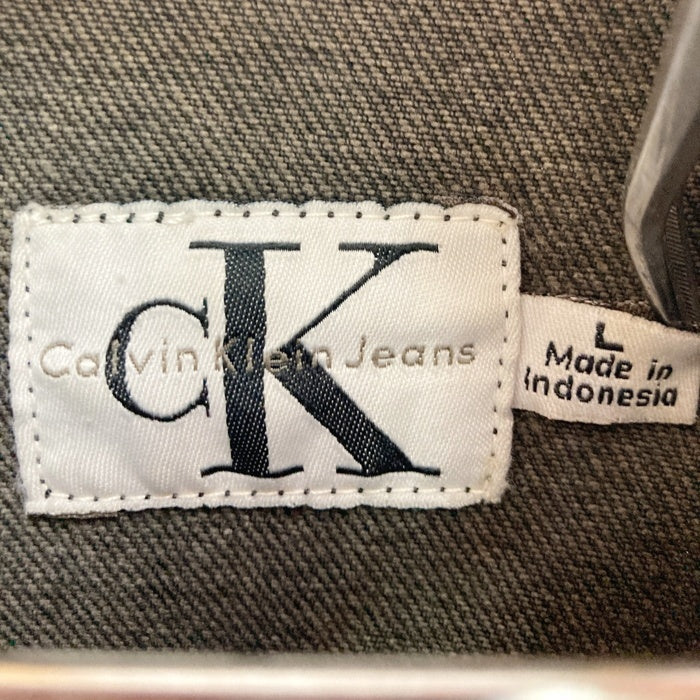 CK
Calvin Klein Jeans
L
Made in
Indonesia